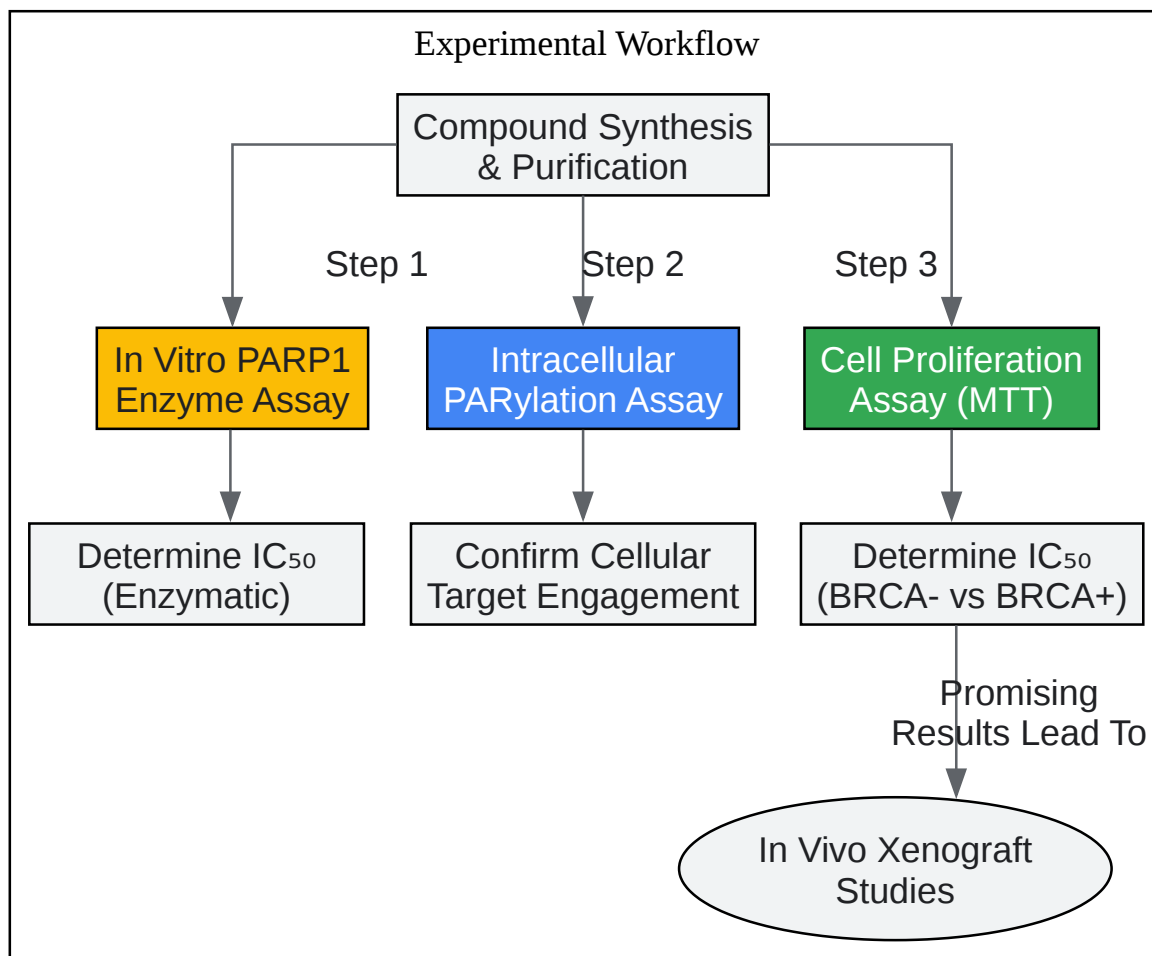 Experimental Workflow
Compound Synthesis
& Purification
Step 1
Step 2
Step 3
In Vitro PARP1
Enzyme Assay
Intracellular
PARylation Assay
Cell Proliferation
Assay (MTT)
Determine IC₅₀
(Enzymatic)
Confirm Cellular
Target Engagement
Determine IC₅₀
(BRCA- vs BRCA+)
Promising
Results Lead To
In Vivo Xenograft
Studies